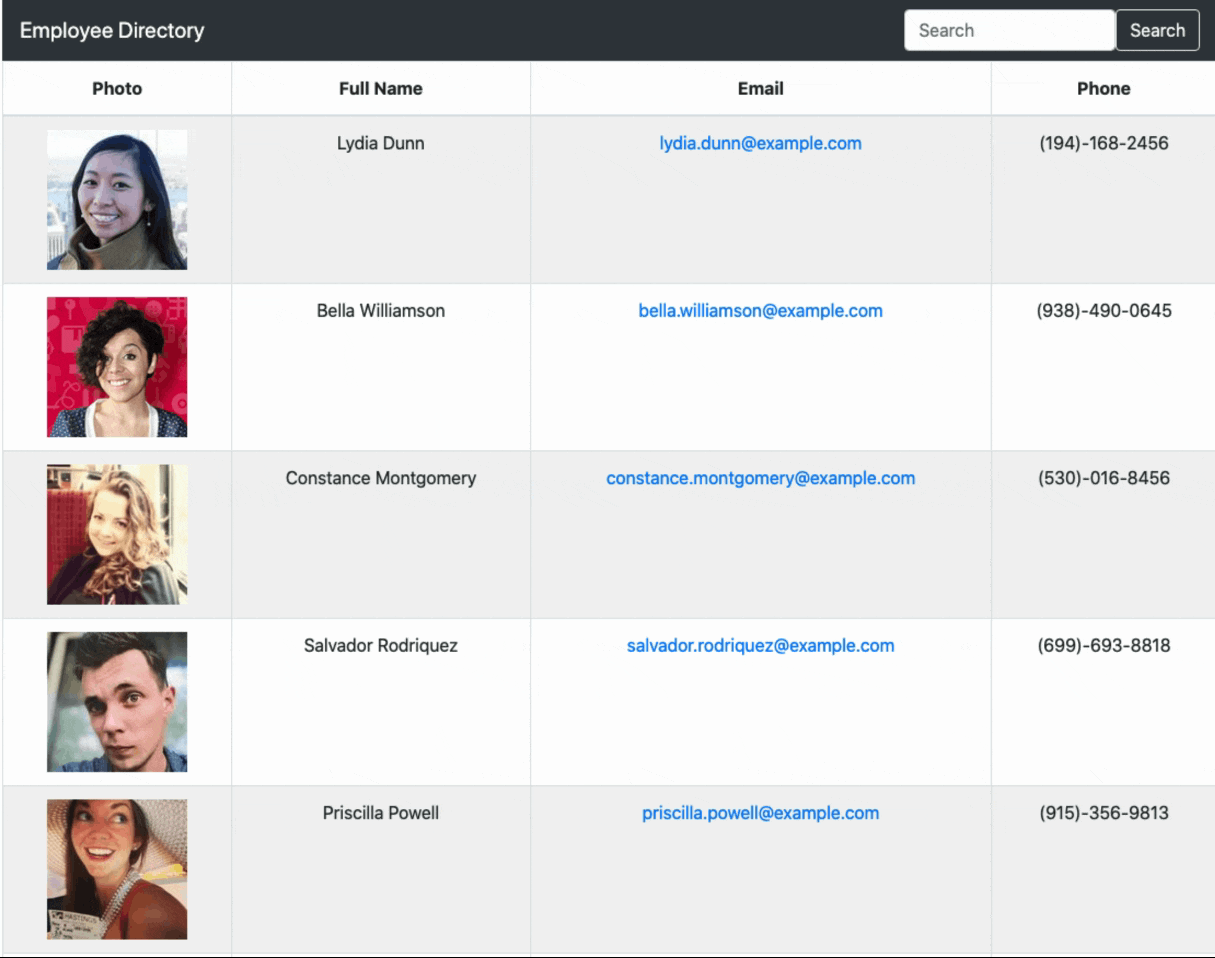 Employee Directory Search Search
Photo Full Name Email Phone
Lydia Dunn lydia.dunn@example.com (194)-168-2456
Bella Williamson bella.williamson@example.com (938)-490-0645
Constance Montgomery constance.montgomery@example.com (530)-016-8456
Salvador Rodriquez salvador.rodriquez@example.com (699)-693-8818
Priscilla Powell priscilla.powell@example.com (915)-356-9813
HASTINGS